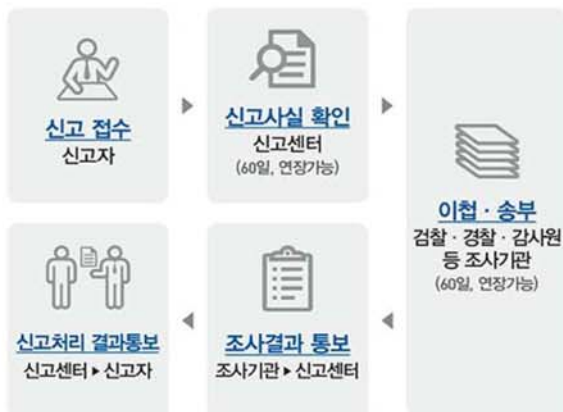 신고 접수
신고자
신고사실 확인
신고센터
(60일, 연장가능)
이첩 · 송부
검찰 · 경찰 · 감사원
등 조사기관
(60일, 연장가능)
조사결과 통보
조사기관 ▸ 신고센터
신고처리 결과통보
신고센터 ▸ 신고자